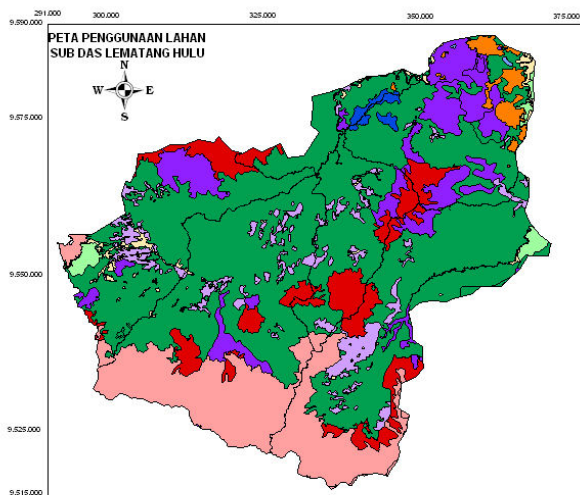 291.000 300.000 325.000 350.000 375.000
9.590.000
PETA PENGGUNAAN LAHAN
SUB DAS LEMATANG HULU
N
W E
S
9.575.000
9.550.000
9.525.000
9.515.000